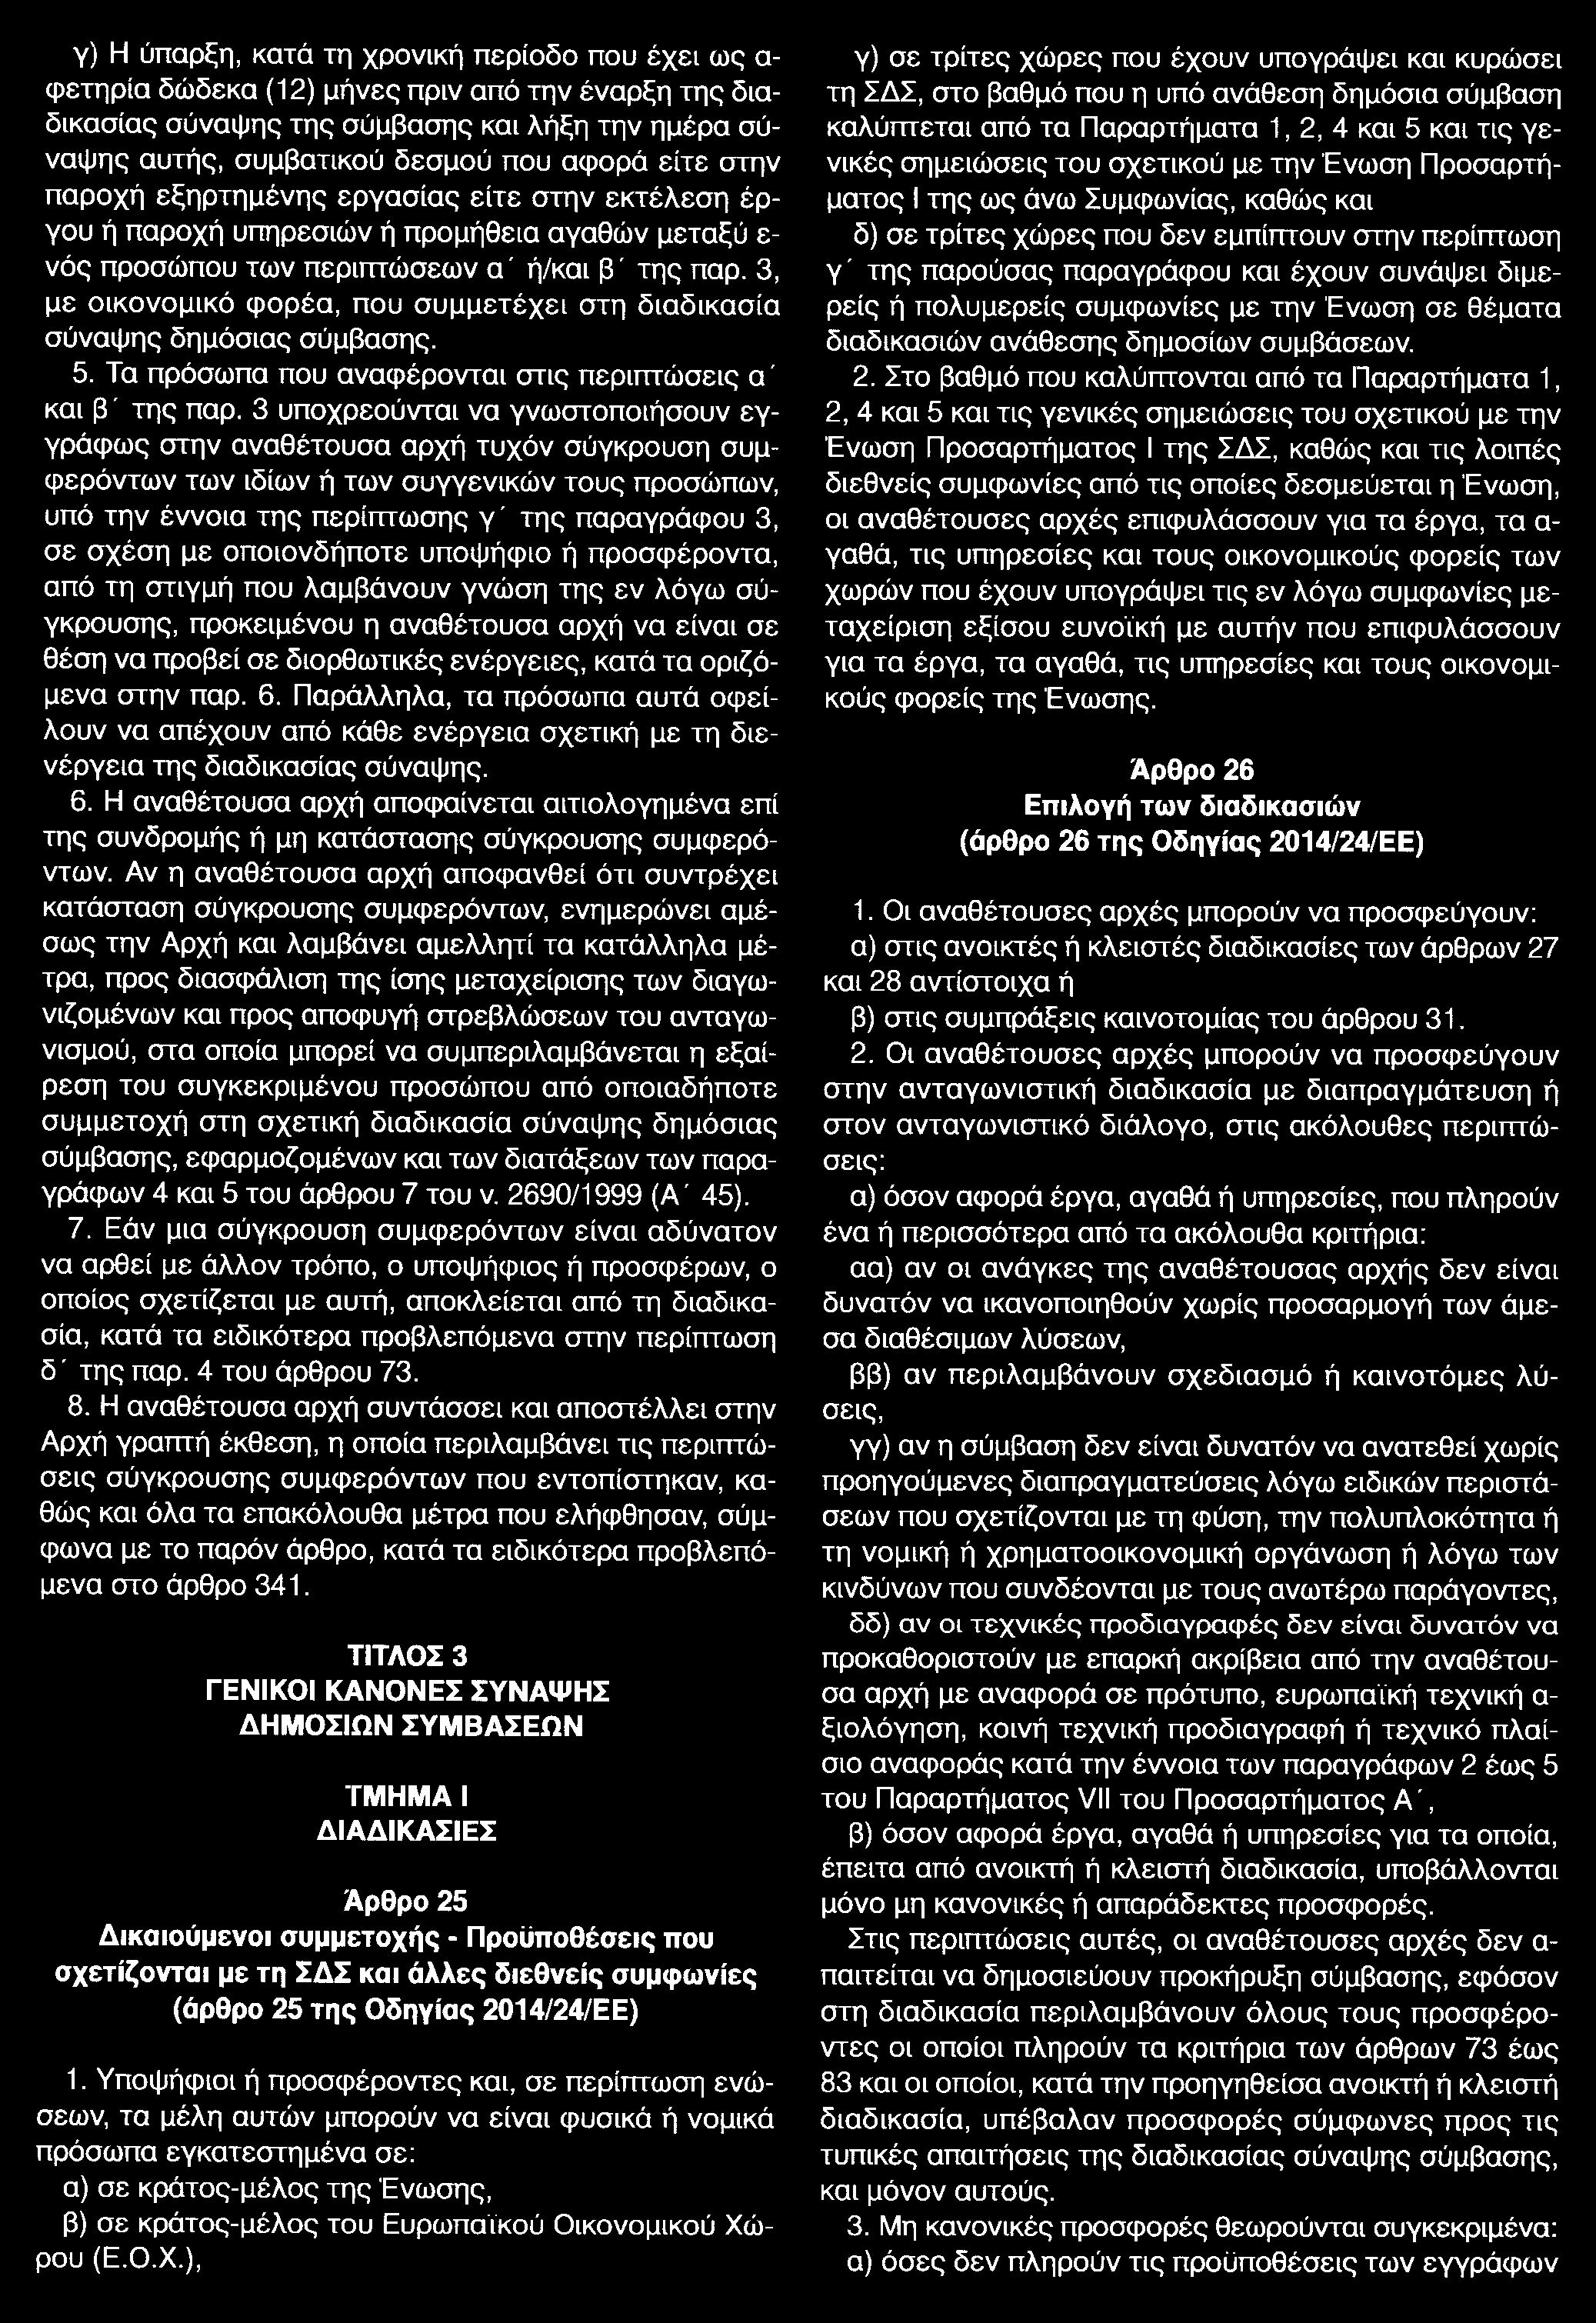 γ) Η ύπαρξη, κατά τη χρονική περίοδο που έχει ως α-
φετηρία δώδεκα (12) μήνες πριν από την έναρξη της δια-
δικασίας σύναψης της σύμβασης και λήξη την ημέρα σύ-
ναψης αυτής, συμβατικού δεσμού που αφορά είτε στην
παροχή εξηρτημένης εργασίας είτε στην εκτέλεση έρ-
γου ή παροχή υπηρεσιών ή προμήθεια αγαθών μεταξύ ε-
νός προσώπου των περιπτώσεων α΄ ή/και β΄ της παρ. 3,
με οικονομικό φορέα, που συμμετέχει στη διαδικασία
σύναψης δημόσιας σύμβασης.
5. Τα πρόσωπα που αναφέρονται στις περιπτώσεις α΄
και β΄ της παρ. 3 υποχρεούνται να γνωστοποιήσουν εγ-
γράφως στην αναθέτουσα αρχή τυχόν σύγκρουση συμ-
φερόντων των ιδίων ή των συγγενικών τους προσώπων,
υπό την έννοια της περίπτωσης γ΄ της παραγράφου 3,
σε σχέση με οποιονδήποτε υποψήφιο ή προσφέροντα,
από τη στιγμή που λαμβάνουν γνώση της εν λόγω σύ-
γκρουσης, προκειμένου η αναθέτουσα αρχή να είναι σε
θέση να προβεί σε διορθωτικές ενέργειες, κατά τα οριζό-
μενα στην παρ. 6. Παράλληλα, τα πρόσωπα αυτά οφεί-
λουν να απέχουν από κάθε ενέργεια σχετική με τη διε-
νέργεια της διαδικασίας σύναψης.
6. Η αναθέτουσα αρχή αποφαίνεται αιτιολογημένα επί
της συνδρομής ή μη κατάστασης σύγκρουσης συμφερό-
ντων. Αν η αναθέτουσα αρχή αποφανθεί ότι συντρέχει
κατάσταση σύγκρουσης συμφερόντων, ενημερώνει αμέ-
σως την Αρχή και λαμβάνει αμελλητί τα κατάλληλα μέ-
τρα, προς διασφάλιση της ίσης μεταχείρισης των διαγω-
νιζομένων και προς αποφυγή στρεβλώσεων του ανταγω-
νισμού, στα οποία μπορεί να συμπεριλαμβάνεται η εξαί-
ρεση του συγκεκριμένου προσώπου από οποιαδήποτε
συμμετοχή στη σχετική διαδικασία σύναψης δημόσιας
σύμβασης, εφαρμοζομένων και των διατάξεων των παρα-
γράφων 4 και 5 του άρθρου 7 του ν. 2690/1999 (Α΄ 45).
7. Εάν μια σύγκρουση συμφερόντων είναι αδύνατον
να αρθεί με άλλον τρόπο, ο υποψήφιος ή προσφέρων, ο
οποίος σχετίζεται με αυτή, αποκλείεται από τη διαδικα-
σία, κατά τα ειδικότερα προβλεπόμενα στην περίπτωση
δ΄ της παρ. 4 του άρθρου 73.
8. Η αναθέτουσα αρχή συντάσσει και αποστέλλει στην
Αρχή γραπτή έκθεση, η οποία περιλαμβάνει τις περιπτώ-
σεις σύγκρουσης συμφερόντων που εντοπίστηκαν, κα-
θώς και όλα τα επακόλουθα μέτρα που ελήφθησαν, σύμ-
φωνα με το παρόν άρθρο, κατά τα ειδικότερα προβλεπό-
μενα στο άρθρο 341.
ΤΙΤΛΟΣ 3
ΓΕΝΙΚΟΙ ΚΑΝΟΝΕΣ ΣΥΝΑΨΗΣ
ΔΗΜΟΣΙΩΝ ΣΥΜΒΑΣΕΩΝ
ΤΜΗΜΑ Ι
ΔΙΑΔΙΚΑΣΙΕΣ
Άρθρο 25
Δικαιούμενοι συμμετοχής - Προϋποθέσεις που
σχετίζονται με τη ΣΔΣ και άλλες διεθνείς συμφωνίες
(άρθρο 25 της Οδηγίας 2014/24/ΕΕ)
1. Υποψήφιοι ή προσφέροντες και, σε περίπτωση ενώ-
σεων, τα μέλη αυτών μπορούν να είναι φυσικά ή νομικά
πρόσωπα εγκατεστημένα σε:
α) σε κράτος-μέλος της Ένωσης,
β) σε κράτος-μέλος του Ευρωπαϊκού Οικονομικού Χώ-
ρου (Ε.Ο.Χ.),
γ) σε τρίτες χώρες που έχουν υπογράψει και κυρώσει
τη ΣΔΣ, στο βαθμό που η υπό ανάθεση δημόσια σύμβαση
καλύπτεται από τα Παραρτήματα 1, 2, 4 και 5 και τις γε-
νικές σημειώσεις του σχετικού με την Ένωση Προσαρτή-
ματος Ι της ως άνω Συμφωνίας, καθώς και
δ) σε τρίτες χώρες που δεν εμπίπτουν στην περίπτωση
γ΄ της παρούσας παραγράφου και έχουν συνάψει διμε-
ρείς ή πολυμερείς συμφωνίες με την Ένωση σε θέματα
διαδικασιών ανάθεσης δημοσίων συμβάσεων.
2. Στο βαθμό που καλύπτονται από τα Παραρτήματα 1,
2, 4 και 5 και τις γενικές σημειώσεις του σχετικού με την
Ένωση Προσαρτήματος Ι της ΣΔΣ, καθώς και τις λοιπές
διεθνείς συμφωνίες από τις οποίες δεσμεύεται η Ένωση,
οι αναθέτουσες αρχές επιφυλάσσουν για τα έργα, τα α-
γαθά, τις υπηρεσίες και τους οικονομικούς φορείς των
χωρών που έχουν υπογράψει τις εν λόγω συμφωνίες με-
ταχείριση εξίσου ευνοϊκή με αυτήν που επιφυλάσσουν
για τα έργα, τα αγαθά, τις υπηρεσίες και τους οικονομι-
κούς φορείς της Ένωσης.
Άρθρο 26
Επιλογή των διαδικασιών
(άρθρο 26 της Οδηγίας 2014/24/ΕΕ)
1. Οι αναθέτουσες αρχές μπορούν να προσφεύγουν:
α) στις ανοικτές ή κλειστές διαδικασίες των άρθρων 27
και 28 αντίστοιχα ή
β) στις συμπράξεις καινοτομίας του άρθρου 31.
2. Οι αναθέτουσες αρχές μπορούν να προσφεύγουν
στην ανταγωνιστική διαδικασία με διαπραγμάτευση ή
στον ανταγωνιστικό διάλογο, στις ακόλουθες περιπτώ-
σεις:
α) όσον αφορά έργα, αγαθά ή υπηρεσίες, που πληρούν
ένα ή περισσότερα από τα ακόλουθα κριτήρια:
αα) αν οι ανάγκες της αναθέτουσας αρχής δεν είναι
δυνατόν να ικανοποιηθούν χωρίς προσαρμογή των άμε-
σα διαθέσιμων λύσεων,
ββ) αν περιλαμβάνουν σχεδιασμό ή καινοτόμες λύ-
σεις,
γγ) αν η σύμβαση δεν είναι δυνατόν να ανατεθεί χωρίς
προηγούμενες διαπραγματεύσεις λόγω ειδικών περιστά-
σεων που σχετίζονται με τη φύση, την πολυπλοκότητα ή
τη νομική ή χρηματοοικονομική οργάνωση ή λόγω των
κινδύνων που συνδέονται με τους ανωτέρω παράγοντες,
δδ) αν οι τεχνικές προδιαγραφές δεν είναι δυνατόν να
προκαθοριστούν με επαρκή ακρίβεια από την αναθέτου-
σα αρχή με αναφορά σε πρότυπο, ευρωπαϊκή τεχνική α-
ξιολόγηση, κοινή τεχνική προδιαγραφή ή τεχνικό πλαί-
σιο αναφοράς κατά την έννοια των παραγράφων 2 έως 5
του Παραρτήματος VII του Προσαρτήματος Α΄,
β) όσον αφορά έργα, αγαθά ή υπηρεσίες για τα οποία,
έπειτα από ανοικτή ή κλειστή διαδικασία, υποβάλλονται
μόνο μη κανονικές ή απαράδεκτες προσφορές.
Στις περιπτώσεις αυτές, οι αναθέτουσες αρχές δεν α-
παιτείται να δημοσιεύουν προκήρυξη σύμβασης, εφόσον
στη διαδικασία περιλαμβάνουν όλους τους προσφέρο-
ντες οι οποίοι πληρούν τα κριτήρια των άρθρων 73 έως
83 και οι οποίοι, κατά την προηγηθείσα ανοικτή ή κλειστή
διαδικασία, υπέβαλαν προσφορές σύμφωνες προς τις
τυπικές απαιτήσεις της διαδικασίας σύναψης σύμβασης,
και μόνον αυτούς.
3. Μη κανονικές προσφορές θεωρούνται συγκεκριμένα:
α) όσες δεν πληρούν τις προϋποθέσεις των εγγράφων